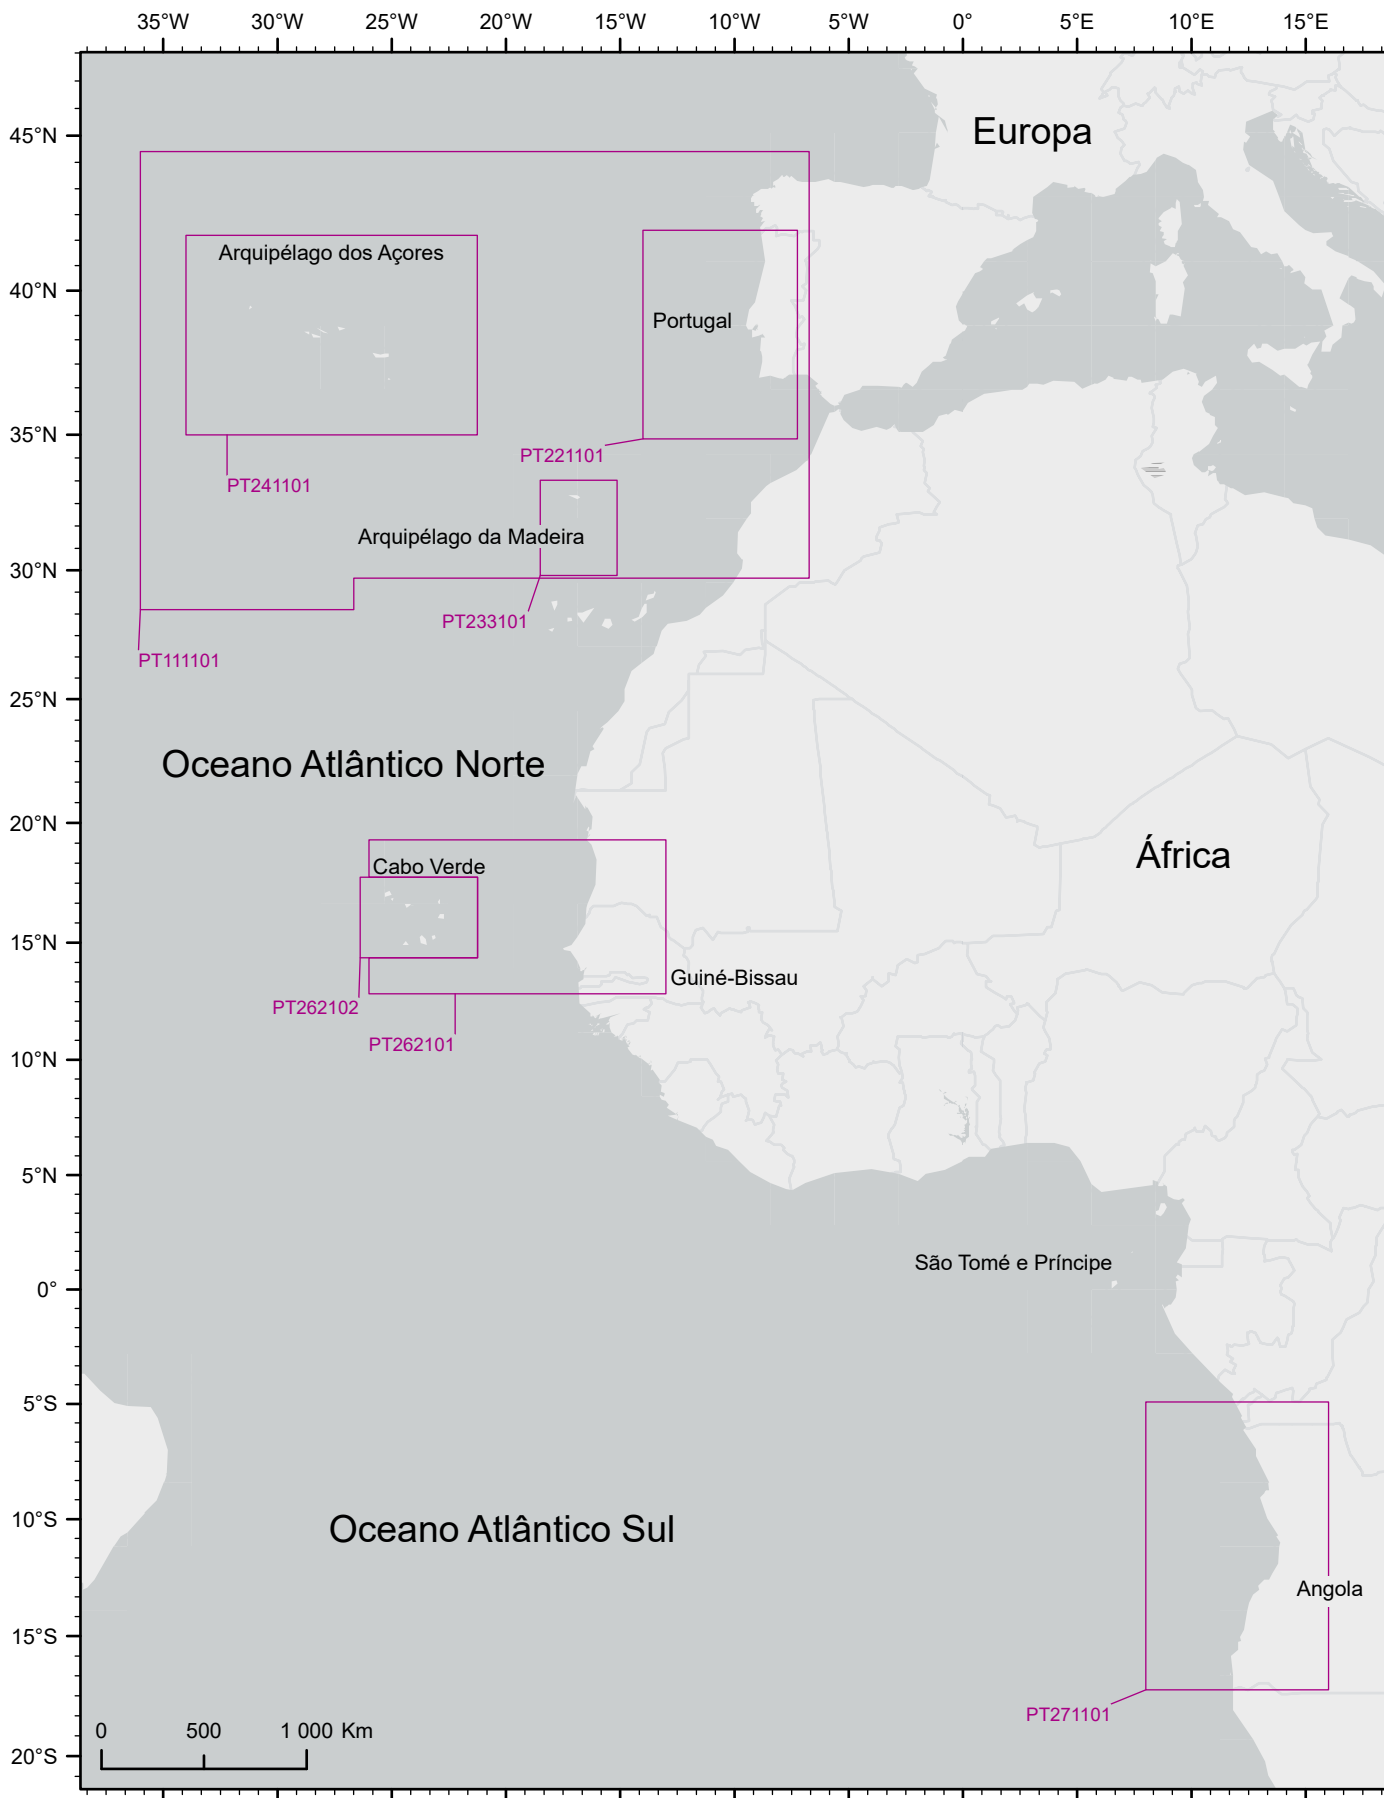 35°W 30°W 25°W 20°W 15°W 10°W 5°W 0° 5°E 10°E 15°E
45°N
Europa
Arquipélago dos Açores
40°N
Portugal
35°N
PT221101
PT241101
Arquipélago da Madeira
30°N
PT233101
PT111101
25°N
Oceano Atlântico Norte
20°N
África
Cabo Verde
15°N
Guiné-Bissau
PT262102
PT262101
10°N
5°N
São Tomé e Príncipe
0°
5°S
10°S
Oceano Atlântico Sul
Angola
15°S
PT271101
0 500 1 000 Km
20°S